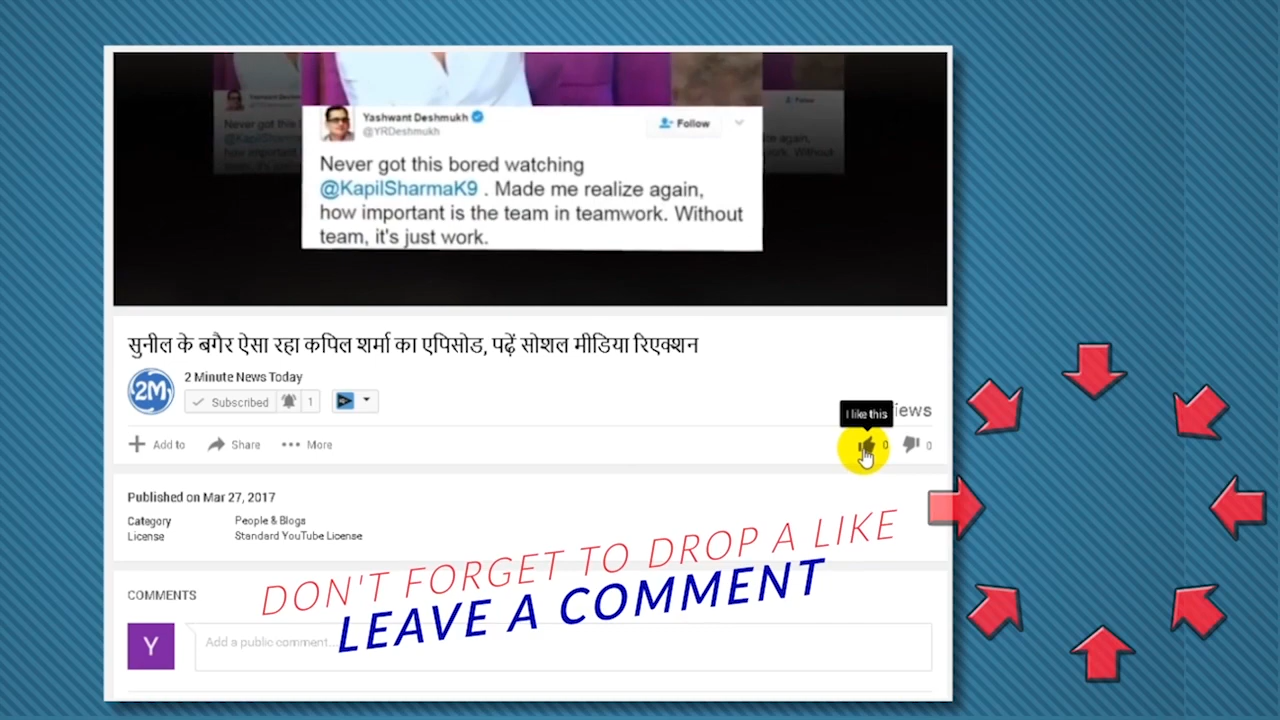 Yashwant Deshmukh
@YRDeshmukh
Follow
Never got this bored watching
@KapilSharmaK9 . Made me realize again,
how important is the team in teamwork. Without
team, it's just work.
सुनील के बगैर ऐसा रहा कपिल शर्मा का एपिसोड, पढ़ें सोशल मीडिया रिएक्शन
2M
2 Minute News Today
Subscribed 1
I like this
iews
Add to Share More 0 0
Published on Mar 27, 2017
Category People & Blogs
License Standard YouTube License
DON'T FORGET TO DROP A LIKE
LEAVE A COMMENT
COMMENTS
Y
Add a public comment...